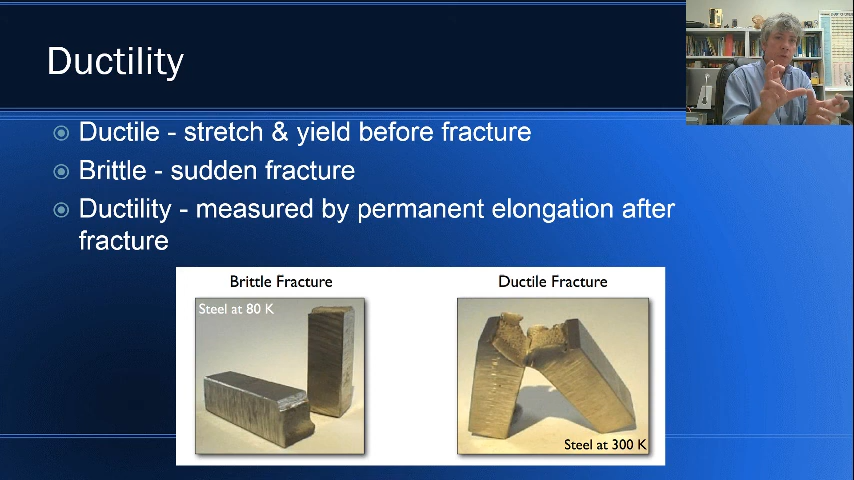 Ductility
Ductile - stretch & yield before fracture
Brittle - sudden fracture
Ductility - measured by permanent elongation after
fracture
Brittle Fracture
Ductile Fracture
Steel at 80 K
Steel at 300 K